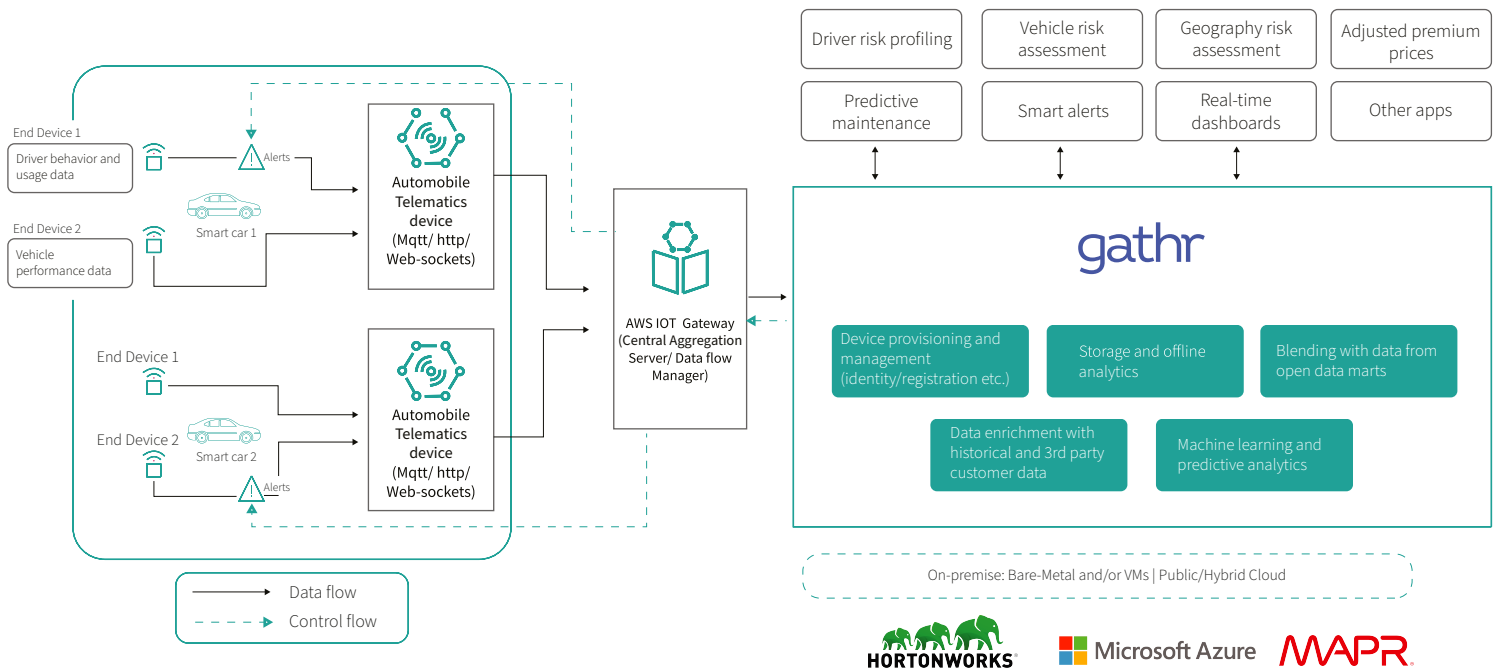 Driver risk profiling
Vehicle risk
assessment
Geography risk
assessment
Adjusted premium
prices
Predictive
maintenance
Smart alerts
Real-time
dashboards
Other apps
End Device 1
Driver behavior and
usage data
Alerts
Smart car 1
End Device 2
Vehicle
performance data
Automobile
Telematics
device
(Mqtt/ http/
Web-sockets)
End Device 1
End Device 2
Smart car 2
Alerts
Automobile
Telematics
device
(Mqtt/ http/
Web-sockets)
AWS IOT Gateway
(Central Aggregation
Server/ Data flow
Manager)
gathr
Device provisioning and
management
(identity/registration etc.)
Storage and offline
analytics
Blending with data from
open data marts
Data enrichment with
historical and 3rd party
customer data
Machine learning and
predictive analytics
Data flow
Control flow
On-premise: Bare-Metal and/or VMs | Public/Hybrid Cloud
HORTONWORKS
Microsoft Azure
MAPR